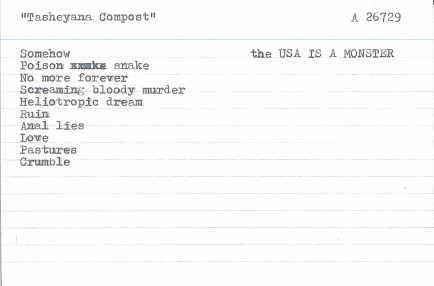 "Tasheyana Compost" A 26729
Somehow the USA IS A MONSTER
Poison snake
No more forever
Screaming bloody murder
Heliotropic dream
Ruin
Anal lies
Love
Pastures
Crumble